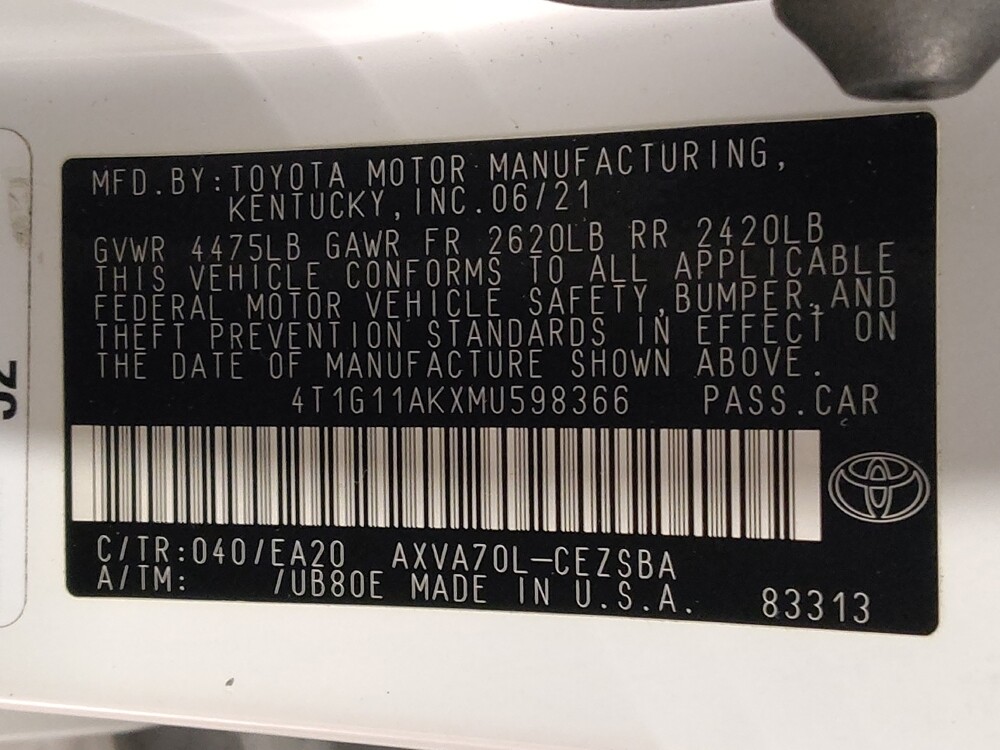 MFD.BY:TOYOTA MOTOR MANUFACTURING,
KENTUCKY,INC.06/21
GVWR 4475LB GAWR FR 2620LB RR 2420LB
THIS VEHICLE CONFORMS TO ALL APPLICABLE
FEDERAL MOTOR VEHICLE SAFETY,BUMPER,AND
THEFT PREVENTION STANDARDS IN EFFECT ON
THE DATE OF MANUFACTURE SHOWN ABOVE.
4T1G11AKXMU598366 PASS.CAR
C/TR:040/EA20 AXVA70L-CEZSBA
A/TM: /UB80E MADE IN U.S.A. 83313